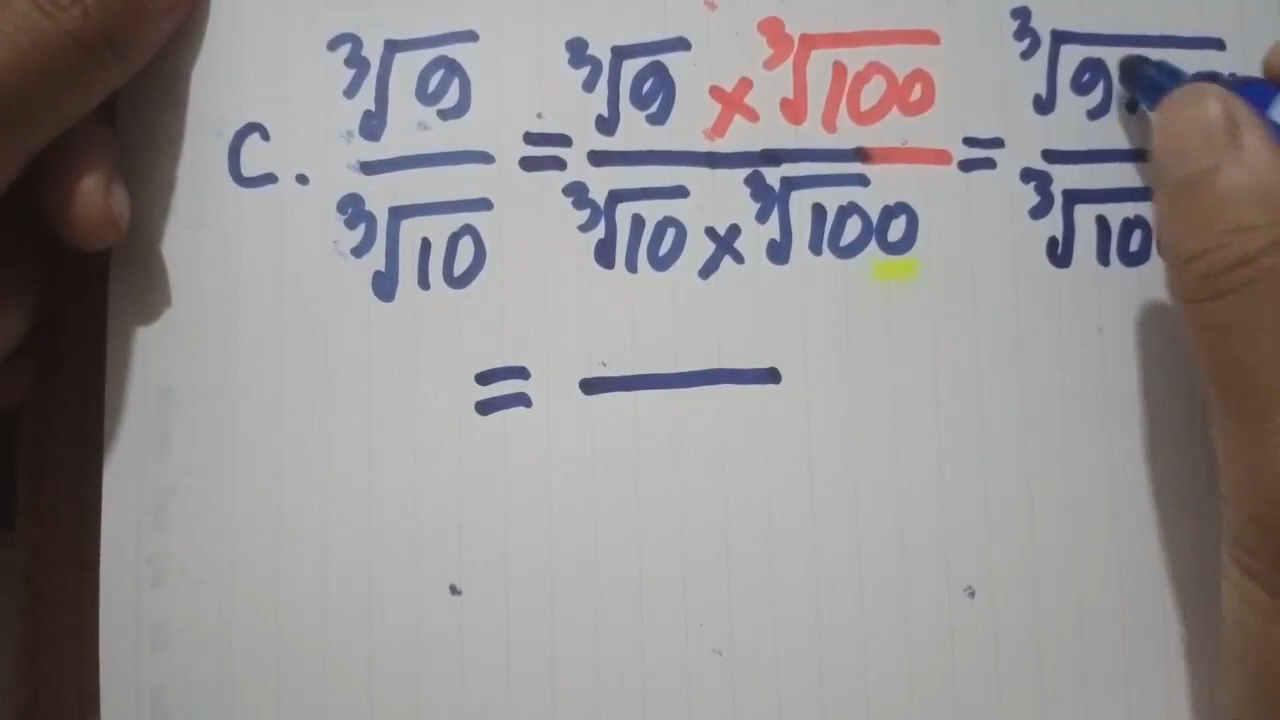 C. ∛9 / ∛10 = ∛9 × ∛100 / ∛10 × ∛100 = ∛9 / ∛10
=